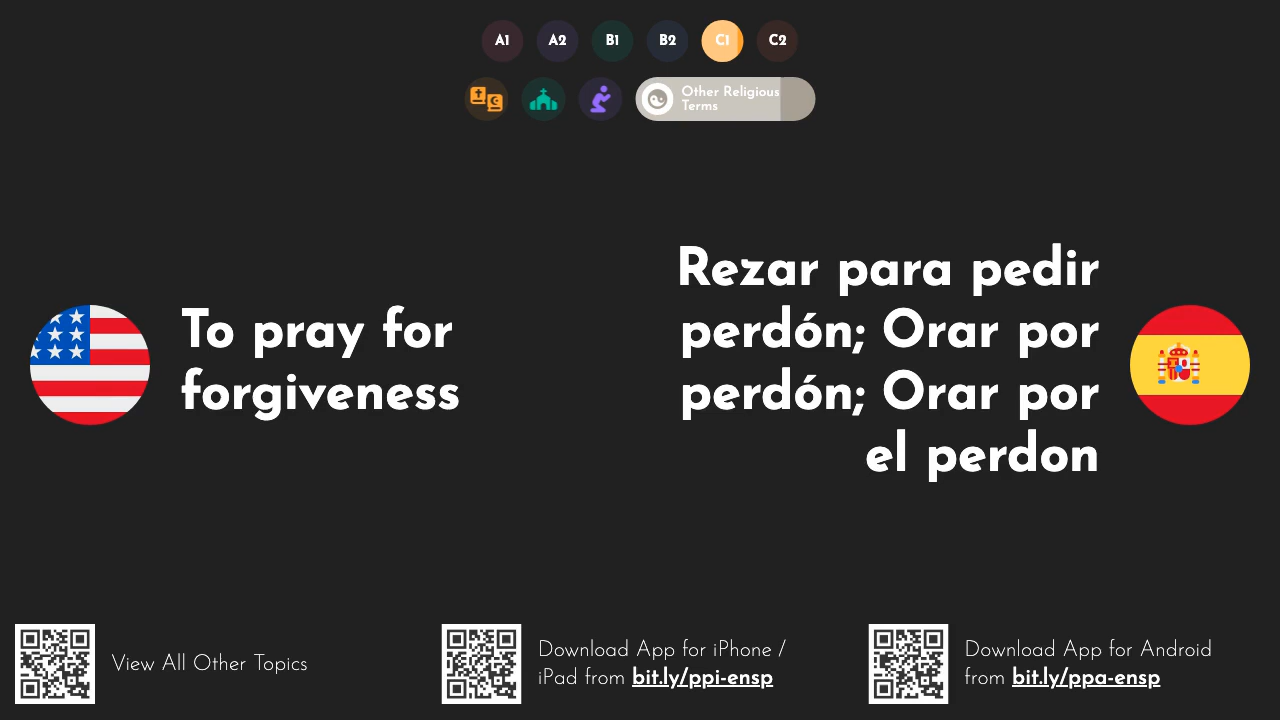 A1 A2 B1 B2 C1 C2
Other Religious
Terms
To pray for
forgiveness
Rezar para pedir
perdón; Orar por
perdón; Orar por
el perdon
View All Other Topics
Download App for iPhone /
iPad from bit.ly/ppi-ensp
Download App for Android
from bit.ly/ppa-ensp